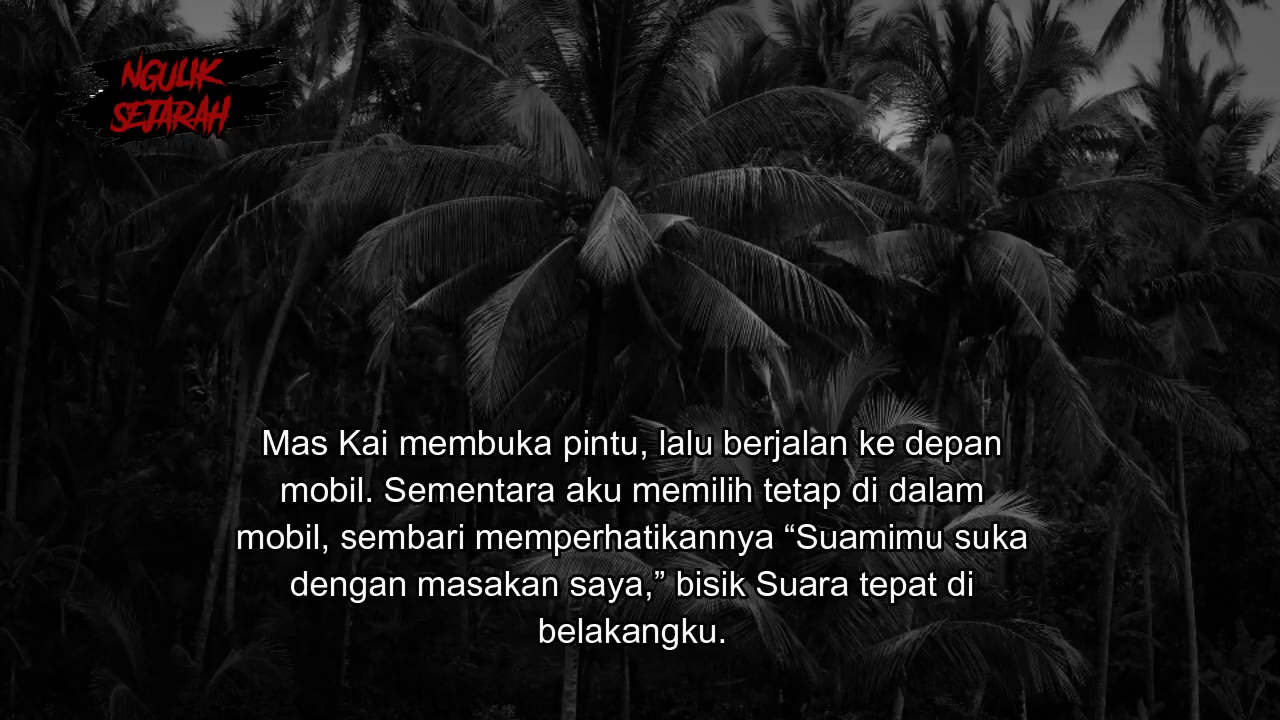 NGULIK
SEJARAH
Mas Kai membuka pintu, lalu berjalan ke depan
mobil. Sementara aku memilih tetap di dalam
mobil, sembari memperhatikannya “Suamimu suka
dengan masakan saya,” bisik Suara tepat di
belakangku.